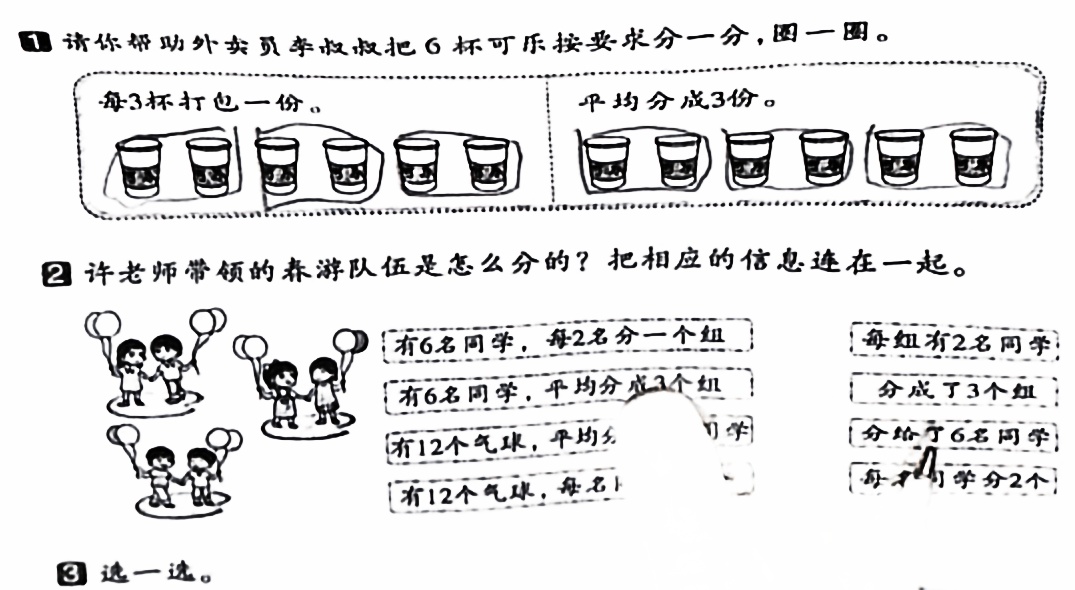 1 请你帮助外卖员李叔叔把6杯可乐按要求分一分，圈一圈。
每3杯打包一份。
平均分成3份。
2 许老师带领的春游队伍是怎么分的？把相应的信息连在一起。
有6名同学，每2名分一个组
每组有2名同学
有6名同学，平均分成3个组
分成了3个组
有12个气球，平均分
学
分给了6名同学
有12个气球，每名
每名 学分2个
3 选一选。